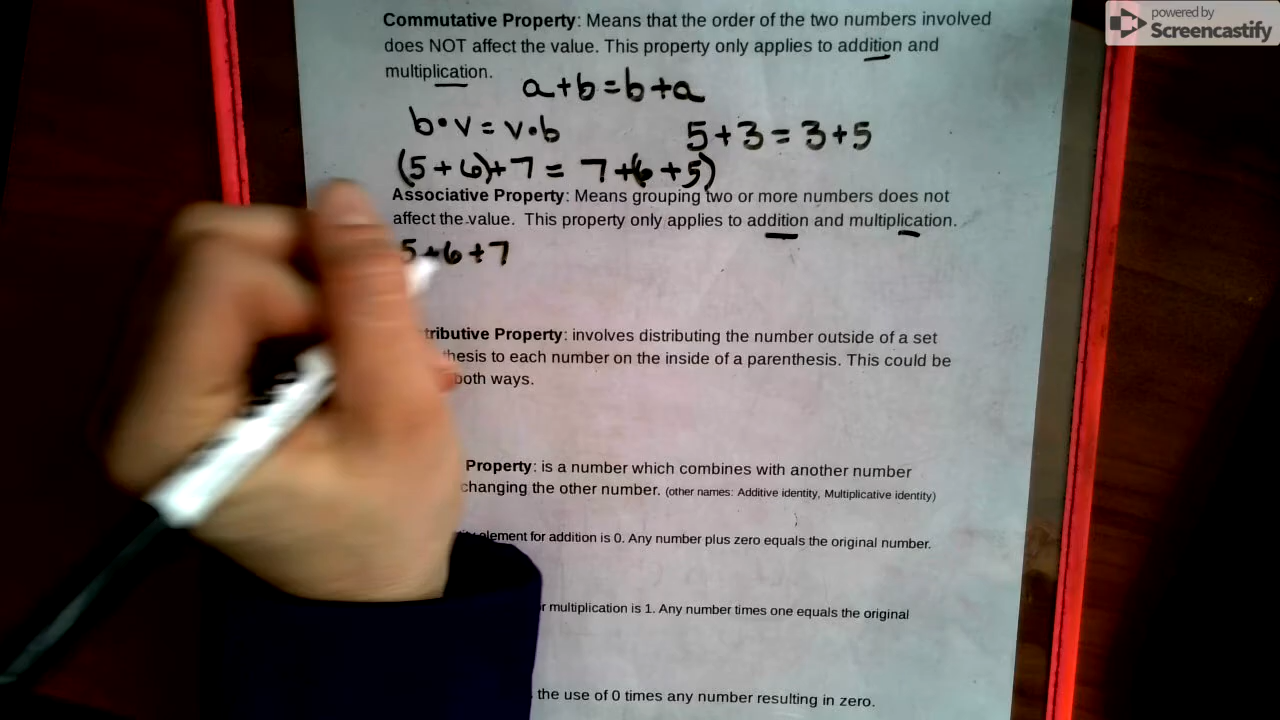 powered by
Screencastify
Commutative Property: Means that the order of the two numbers involved
does NOT affect the value. This property only applies to addition and
multiplication.
a+b=b+a
b•v=v•b
5+3=3+5
(5+6)+7= 7+(6+5)
Associative Property: Means grouping two or more numbers does not
affect the value. This property only applies to addition and multiplication.
5+6+7
Property: involves distributing the number outside of a set
to each number on the inside of a parenthesis. This could be
both ways.
Property: is a number which combines with another number
changing the other number. (other names: Additive identity, Multiplicative identity)
element for addition is 0. Any number plus zero equals the original number.
multiplication is 1. Any number times one equals the original
the use of 0 times any number resulting in zero.